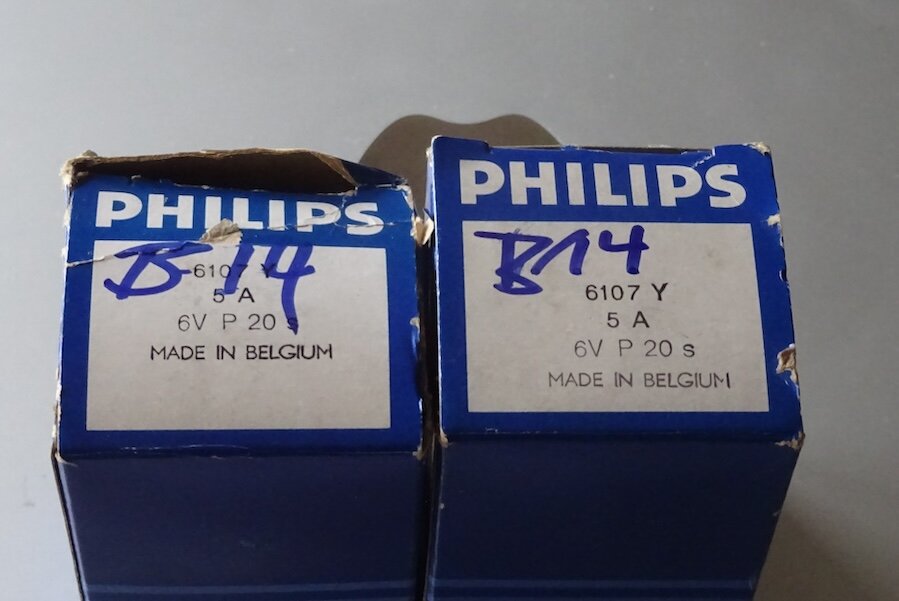 PHILIPS
B14
6107 Y
5 A
6V P 20 s
MADE IN BELGIUM
PHILIPS
B14
6107 Y
5 A
6V P 20 s
MADE IN BELGIUM